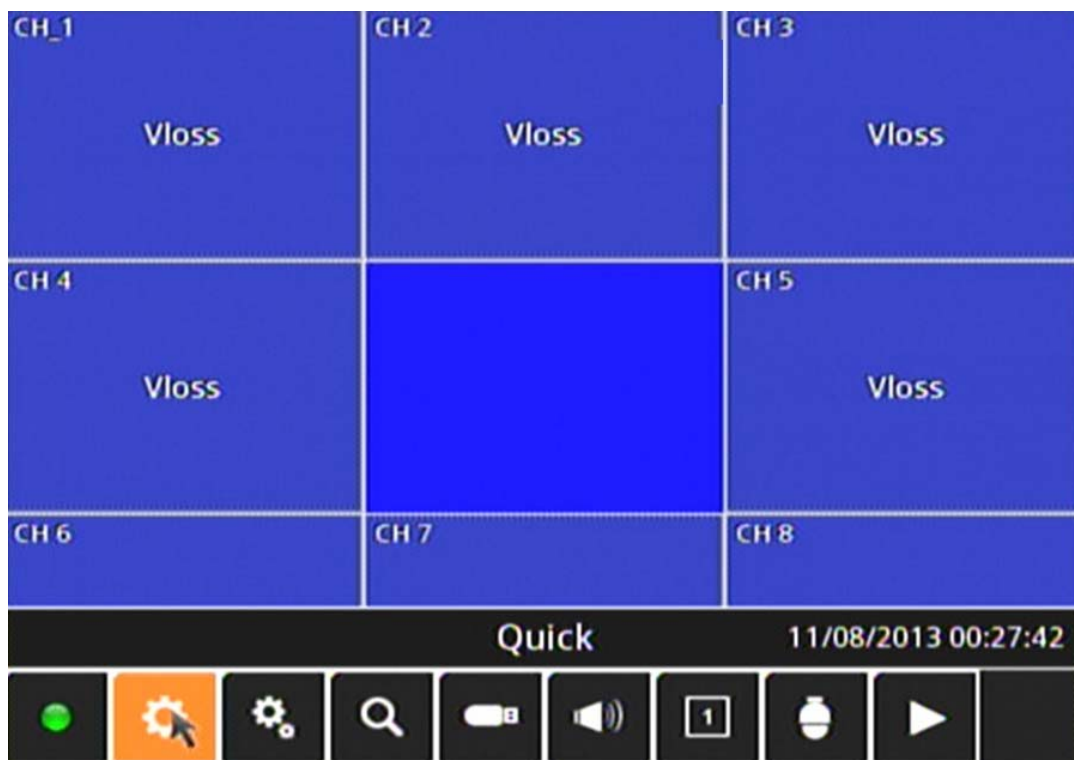 CH_1
CH 2
CH 3
Vloss
Vloss
Vloss
CH 4
CH 5
Vloss
Vloss
CH 6
CH 7
CH 8
Quick
11/08/2013 00:27:42
1